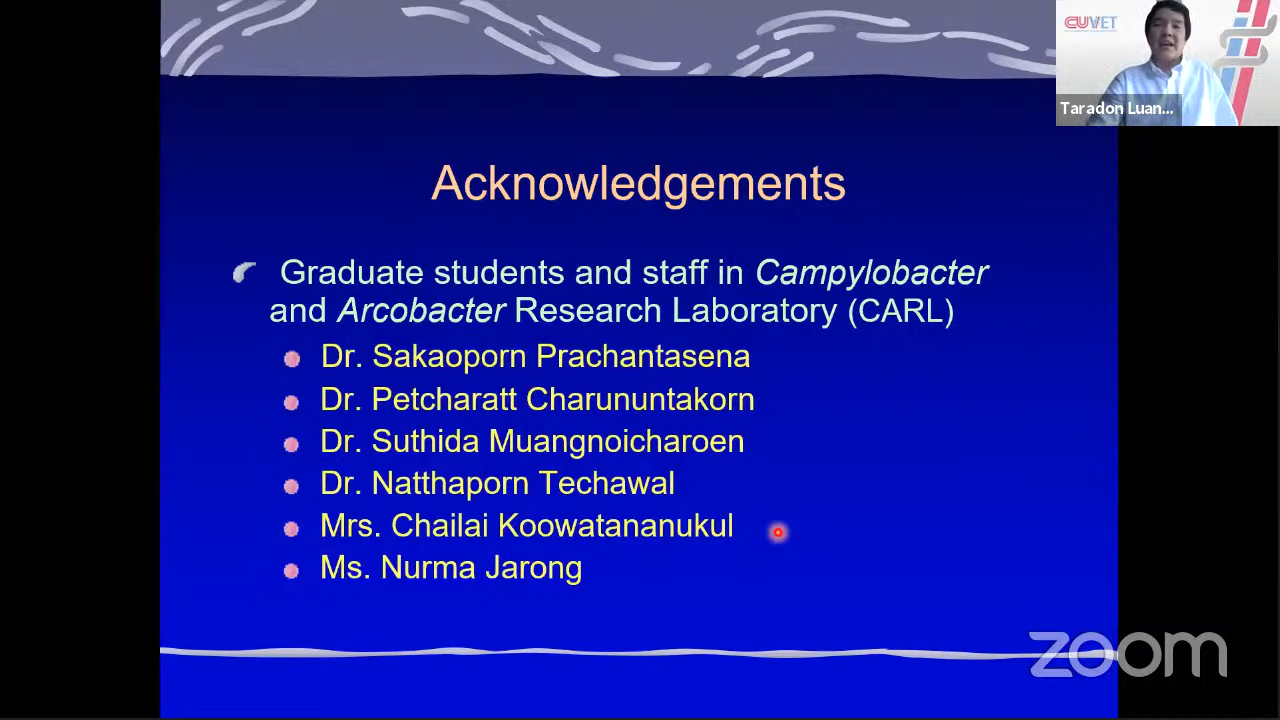 CUVET
Taradon Luan...
Acknowledgements
Graduate students and staff in Campylobacter
and Arcobacter Research Laboratory (CARL)
Dr. Sakaoporn Prachantasena
Dr. Petcharatt Charununtakorn
Dr. Suthida Muangnoicharoen
Dr. Natthaporn Techawal
Mrs. Chailai Koowatananukul
Ms. Nurma Jarong
zoom